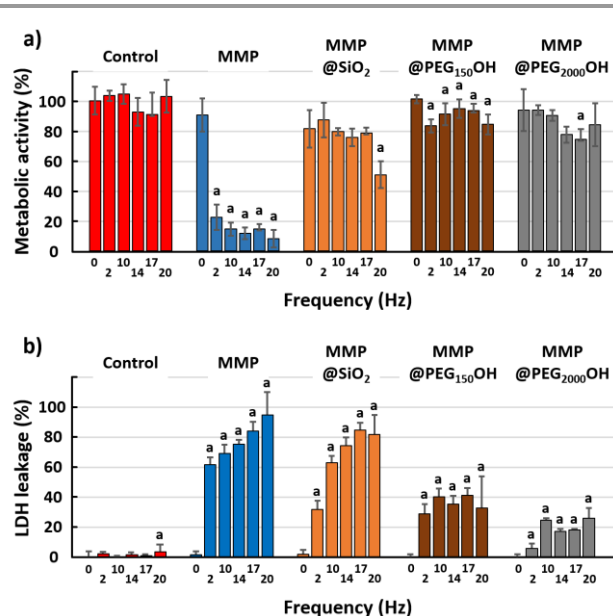 a)
Control MMP MMP @SiO₂ MMP @PEG₁₅₀OH MMP @PEG₂₀₀₀OH
Metabolic activity (%)
120
100
80
60
40
20
0
a a a a a a a a a a a a
0 2 10 14 17 20 0 2 10 14 17 20 0 2 10 14 17 20 0 2 10 14 17 20 0 2 10 14 17 20
Frequency (Hz)
b)
Control MMP MMP @SiO₂ MMP @PEG₁₅₀OH MMP @PEG₂₀₀₀OH
LDH leakage (%)
100
80
60
40
20
0
a a a a a a a a a a a a a a a a a a a a a
0 2 10 14 17 20 0 2 10 14 17 20 0 2 10 14 17 20 0 2 10 14 17 20 0 2 10 14 17 20
Frequency (Hz)